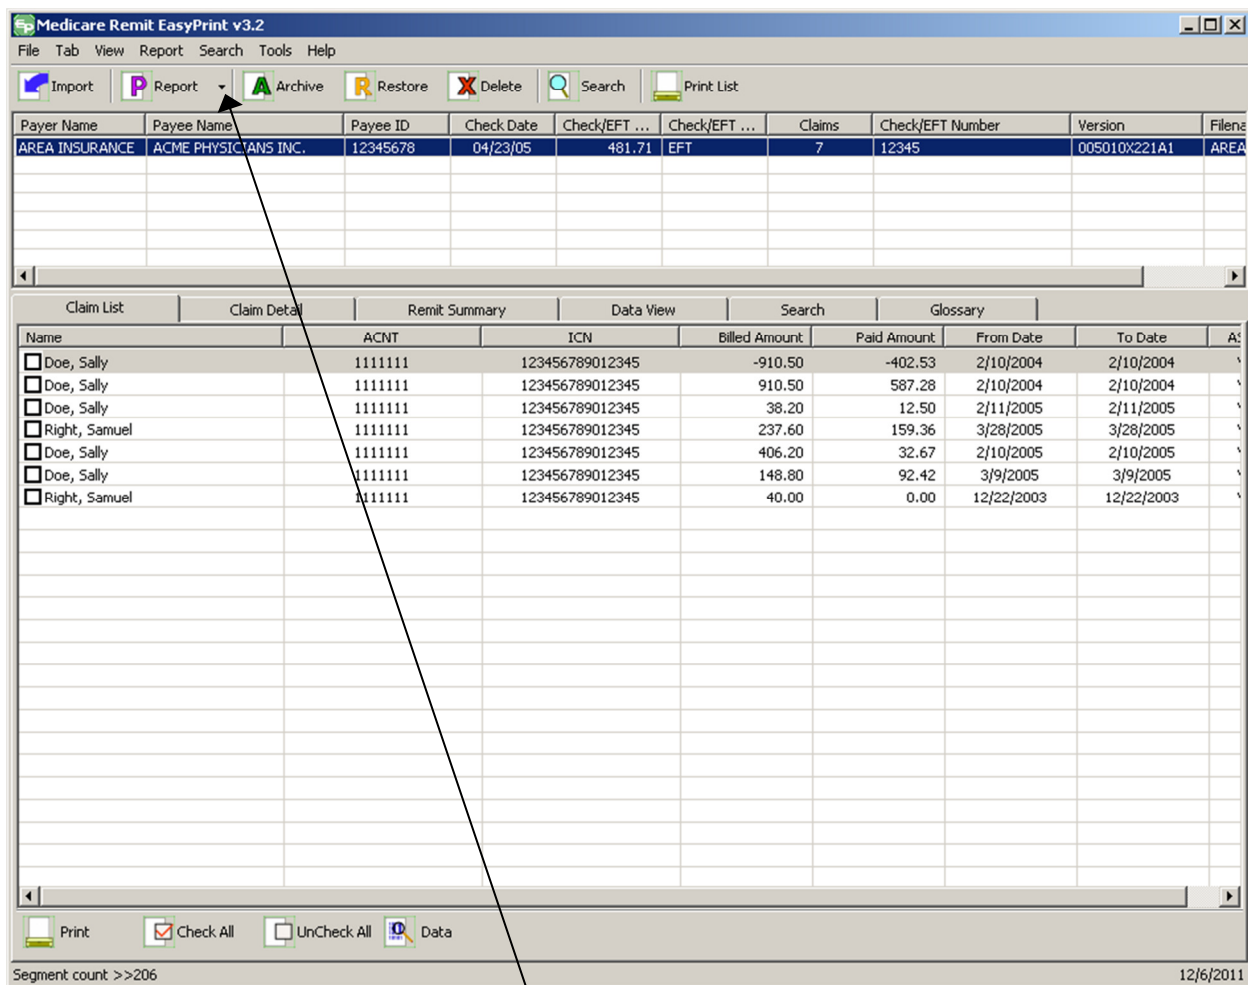 EP Medicare Remit EasyPrint v3.2
File Tab View Report Search Tools Help
Import P Report A Archive R Restore X Delete Search Print List
Payer Name Payee Name Payee ID Check Date Check/EFT ... Check/EFT ... Claims Check/EFT Number Version Filena
AREA INSURANCE ACME PHYSICIANS INC. 12345678 04/23/05 481.71 EFT 7 12345 005010X221A1 AREA
Claim List Claim Detail Remit Summary Data View Search Glossary
Name ACNT ICN Billed Amount Paid Amount From Date To Date AS
Doe, Sally 1111111 123456789012345 -910.50 -402.53 2/10/2004 2/10/2004
Doe, Sally 1111111 123456789012345 910.50 587.28 2/10/2004 2/10/2004
Doe, Sally 1111111 123456789012345 38.20 12.50 2/11/2005 2/11/2005
Right, Samuel 1111111 123456789012345 237.60 159.36 3/28/2005 3/28/2005
Doe, Sally 1111111 123456789012345 406.20 32.67 2/10/2005 2/10/2005
Doe, Sally 1111111 123456789012345 148.80 92.42 3/9/2005 3/9/2005
Right, Samuel 1111111 123456789012345 40.00 0.00 12/22/2003 12/22/2003
Print Check All UnCheck All Data
Segment count >>206 12/6/2011